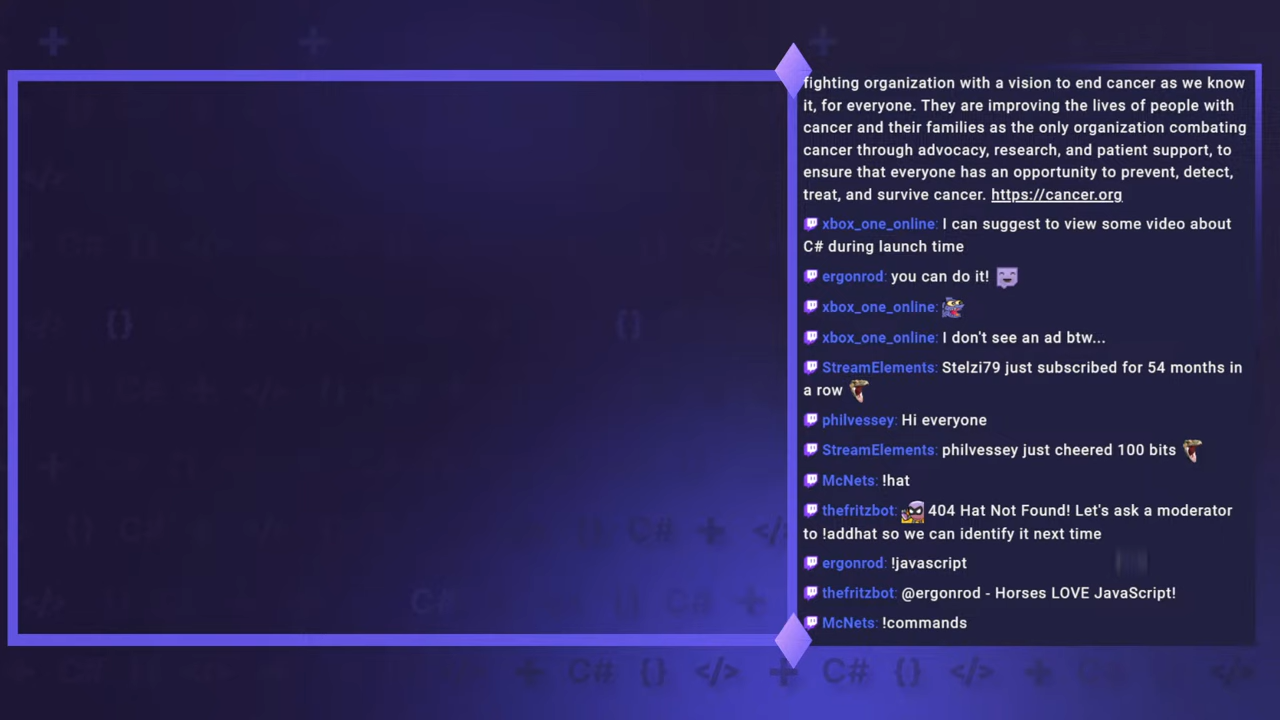 fighting organization with a vision to end cancer as we know
it, for everyone. They are improving the lives of people with
cancer and their families as the only organization combating
cancer through advocacy, research, and patient support, to
ensure that everyone has an opportunity to prevent, detect,
treat, and survive cancer. https://cancer.org
xbox_one_online: I can suggest to view some video about
C# during launch time
ergonrod: you can do it!
xbox_one_online:
xbox_one_online: I don't see an ad btw...
StreamElements: Stelzi79 just subscribed for 54 months in
a row
philvessey: Hi everyone
StreamElements: philvessey just cheered 100 bits
McNets: !hat
thefritzbot: 404 Hat Not Found! Let's ask a moderator
to !addhat so we can identify it next time
ergonrod: !javascript
thefritzbot: @ergonrod - Horses LOVE JavaScript!
McNets: !commands
{} {}
C# </>
C#
C# {} </> + C# {} </>